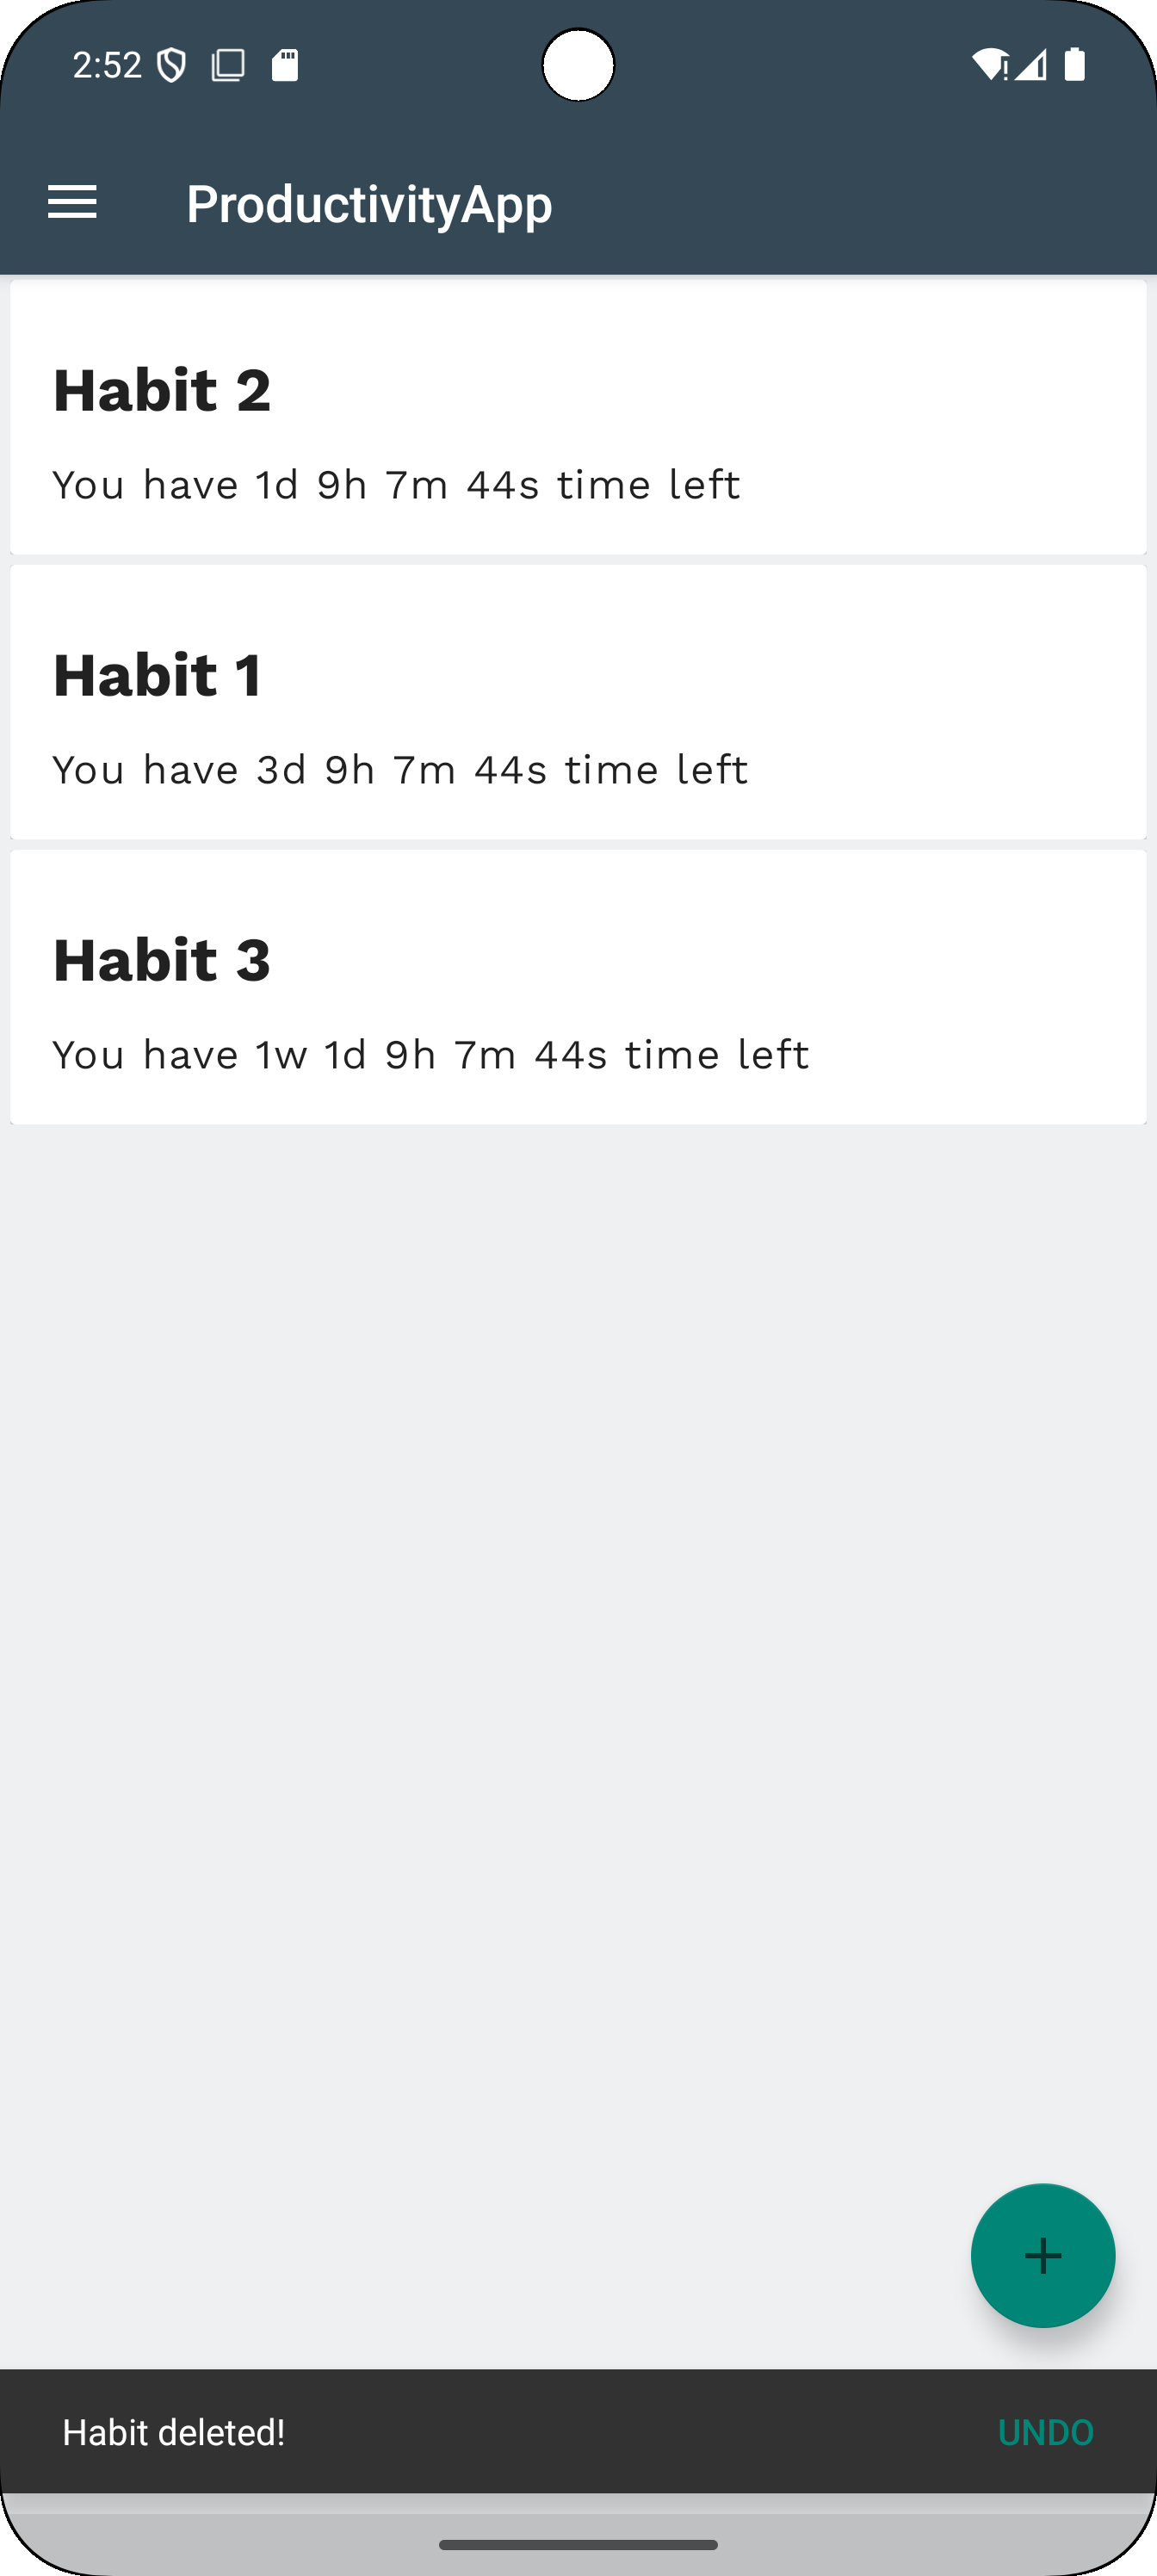 2:52
ProductivityApp
Habit 2
You have 1d 9h 7m 44s time left
Habit 1
You have 3d 9h 7m 44s time left
Habit 3
You have 1w 1d 9h 7m 44s time left
Habit deleted!
UNDO